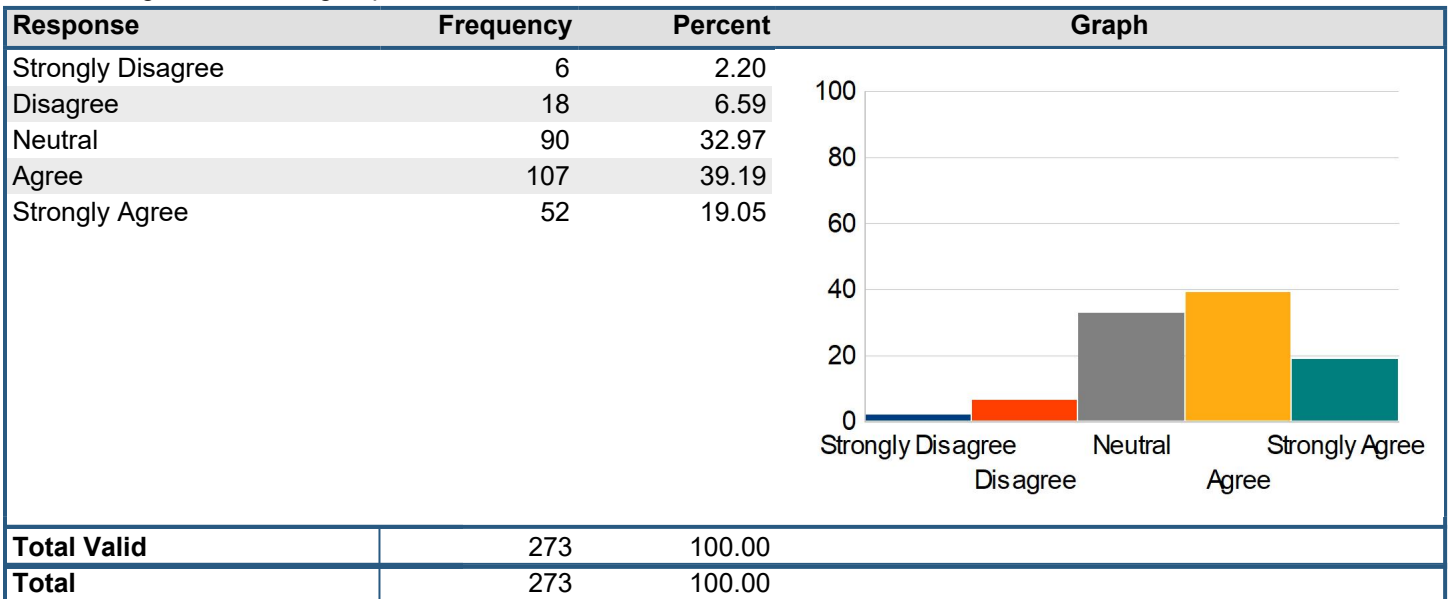 Response Frequency Percent Graph
Strongly Disagree 6 2.20
Disagree 18 6.59
Neutral 90 32.97
Agree 107 39.19
Strongly Agree 52 19.05
100
80
60
40
20
0
Strongly Disagree Neutral Strongly Agree
Disagree Agree
Total Valid 273 100.00
Total 273 100.00